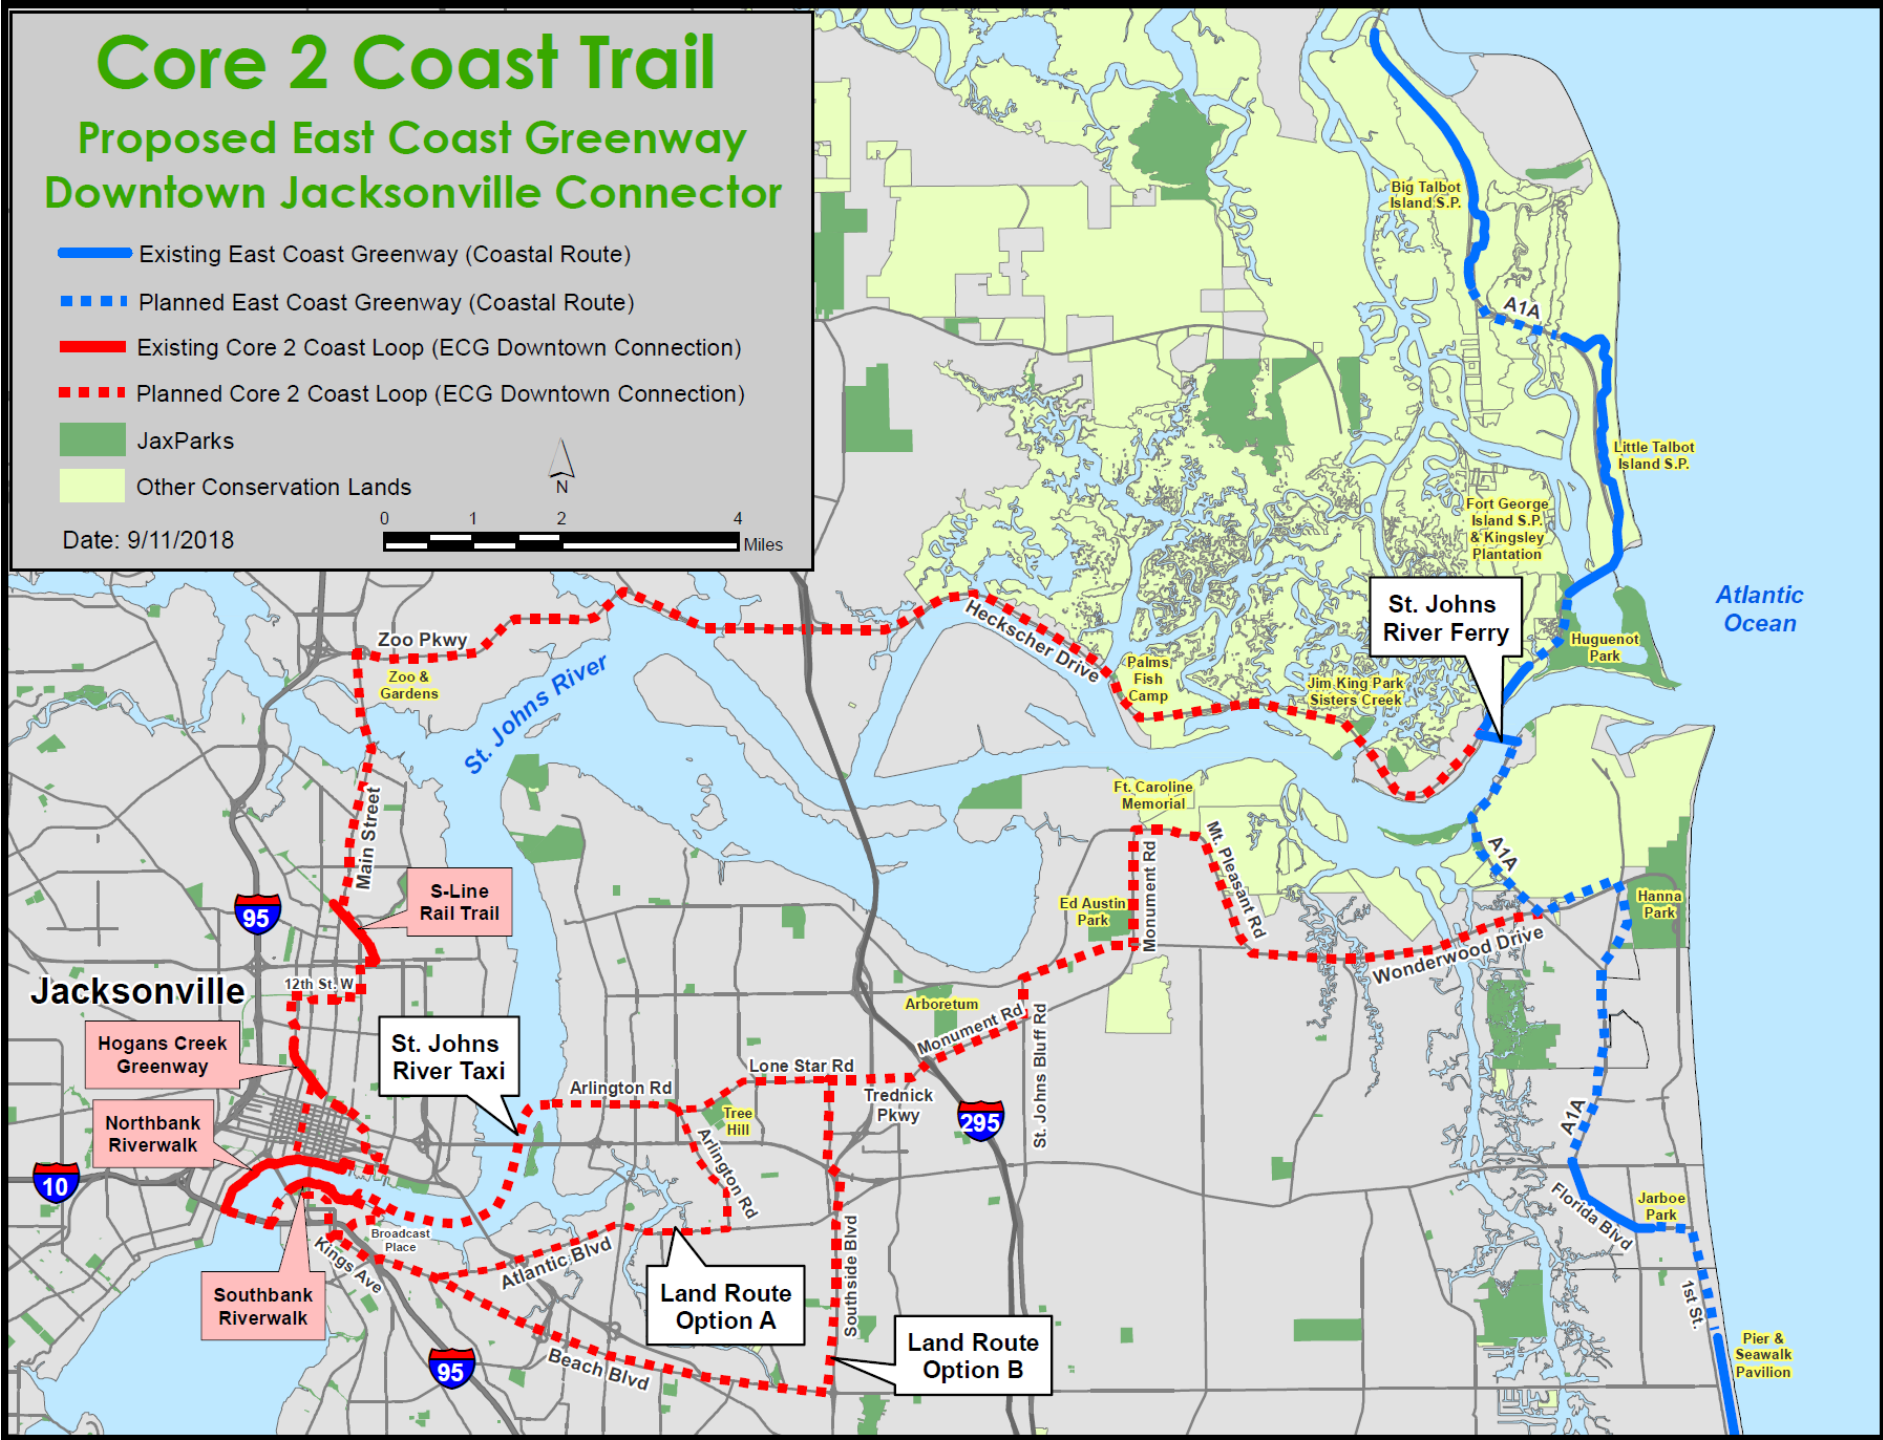 Core 2 Coast Trail
Proposed East Coast Greenway
Downtown Jacksonville Connector
Existing East Coast Greenway (Coastal Route)
Planned East Coast Greenway (Coastal Route)
Existing Core 2 Coast Loop (ECG Downtown Connection)
Planned Core 2 Coast Loop (ECG Downtown Connection)
JaxParks
Other Conservation Lands
N
Date: 9/11/2018
0 1 2 4
Miles
Big Talbot
Island S.P.
A1A
Little Talbot
Island S.P.
Fort George
Island S.P.
& Kingsley
Plantation
Atlantic
Ocean
St. Johns
River Ferry
Huguenot
Park
Zoo Pkwy
Zoo &
Gardens
St. Johns River
Heckscher Drive
Palms
Fish
Camp
Jim King Park
Sisters Creek
Main Street
Ft. Caroline
Memorial
Mt. Pleasant Rd
Monument Rd
A1A
S-Line
Rail Trail
95
Ed Austin
Park
Hanna
Park
Wonderwood Drive
Jacksonville
12th St. W
Arboretum
Monument Rd
St. Johns Bluff Rd
Hogans Creek
Greenway
St. Johns
River Taxi
Lone Star Rd
Arlington Rd
Trednick
Pkwy
Tree
Hill
295
A1A
Northbank
Riverwalk
Arlington Rd
10
Florida Blvd
Jarboe
Park
Broadcast
Place
Kings Ave
Atlantic Blvd
Southside Blvd
Southbank
Riverwalk
Land Route
Option A
Land Route
Option B
1st St.
Beach Blvd
95
Pier &
Seawalk
Pavilion